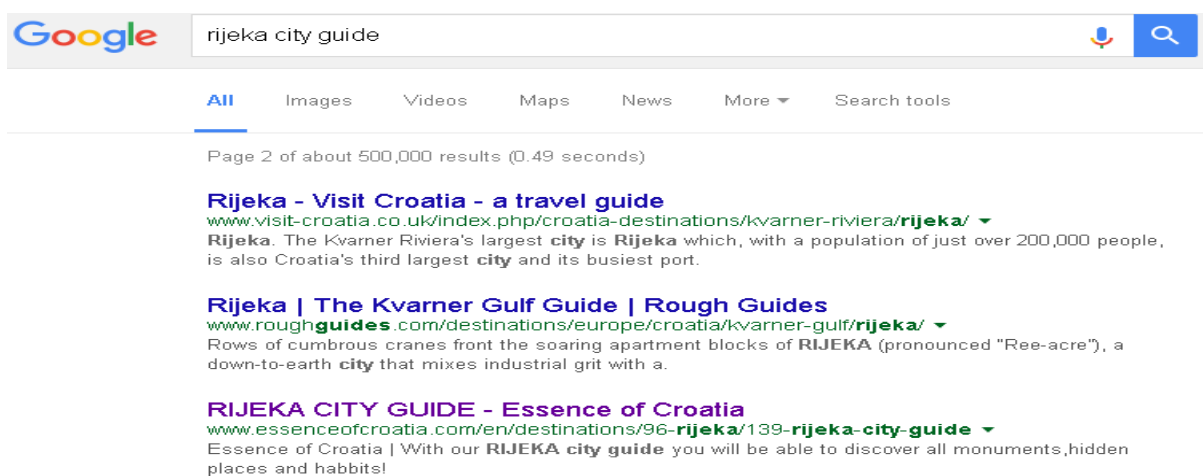 Google rijeka city guide
All Images Videos Maps News More Search tools
Page 2 of about 500,000 results (0.49 seconds)
Rijeka - Visit Croatia - a travel guide
www.visit-croatia.co.uk/index.php/croatia-destinations/kvarner-riviera/rijeka/
Rijeka. The Kvarner Riviera's largest city is Rijeka which, with a population of just over 200,000 people,
is also Croatia's third largest city and its busiest port.
Rijeka | The Kvarner Gulf Guide | Rough Guides
www.roughguides.com/destinations/europe/croatia/kvarner-gulf/rijeka/
Rows of cumbrous cranes front the soaring apartment blocks of RIJEKA (pronounced "Ree-acre"), a
down-to-earth city that mixes industrial grit with a.
RIJEKA CITY GUIDE - Essence of Croatia
www.essenceofcroatia.com/en/destinations/96-rijeka/139-rijeka-city-guide
Essence of Croatia | With our RIJEKA city guide you will be able to discover all monuments,hidden
places and habbits!